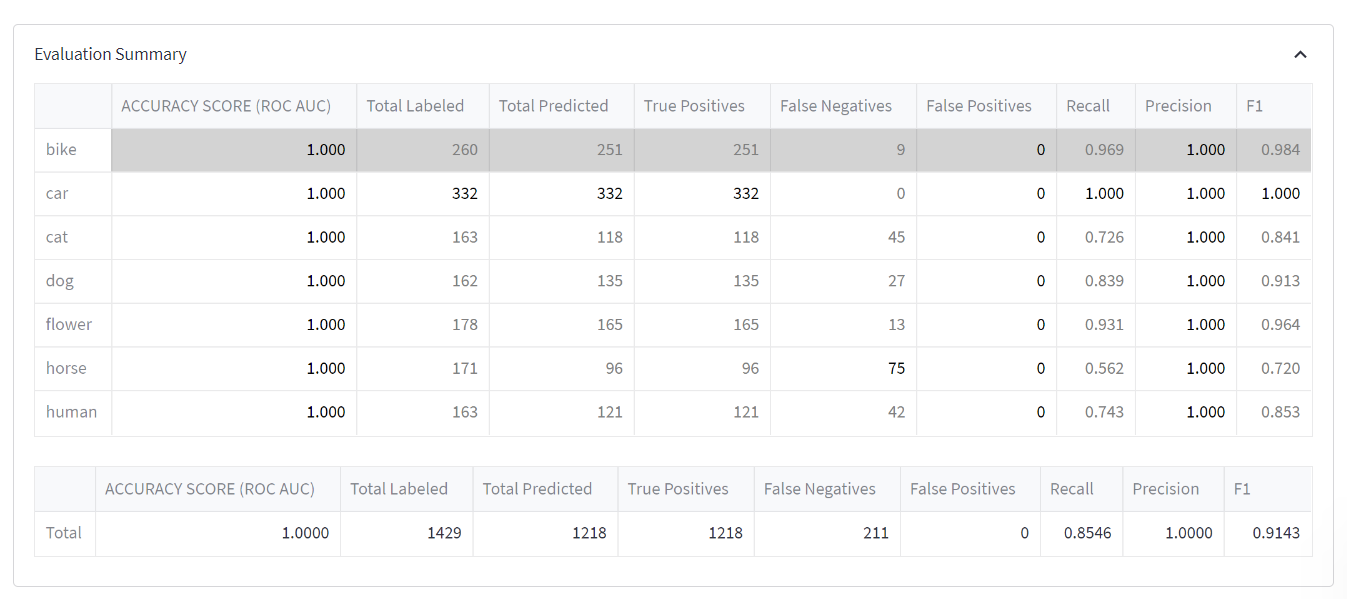 Evaluation Summary
ACCURACY SCORE (ROC AUC) Total Labeled Total Predicted True Positives False Negatives False Positives Recall Precision F1
bike 1.000 260 251 251 9 0 0.969 1.000 0.984
car 1.000 332 332 332 0 0 1.000 1.000 1.000
cat 1.000 163 118 118 45 0 0.726 1.000 0.841
dog 1.000 162 135 135 27 0 0.839 1.000 0.913
flower 1.000 178 165 165 13 0 0.931 1.000 0.964
horse 1.000 171 96 96 75 0 0.562 1.000 0.720
human 1.000 163 121 121 42 0 0.743 1.000 0.853
ACCURACY SCORE (ROC AUC) Total Labeled Total Predicted True Positives False Negatives False Positives Recall Precision F1
Total 1.0000 1429 1218 1218 211 0 0.8546 1.0000 0.9143